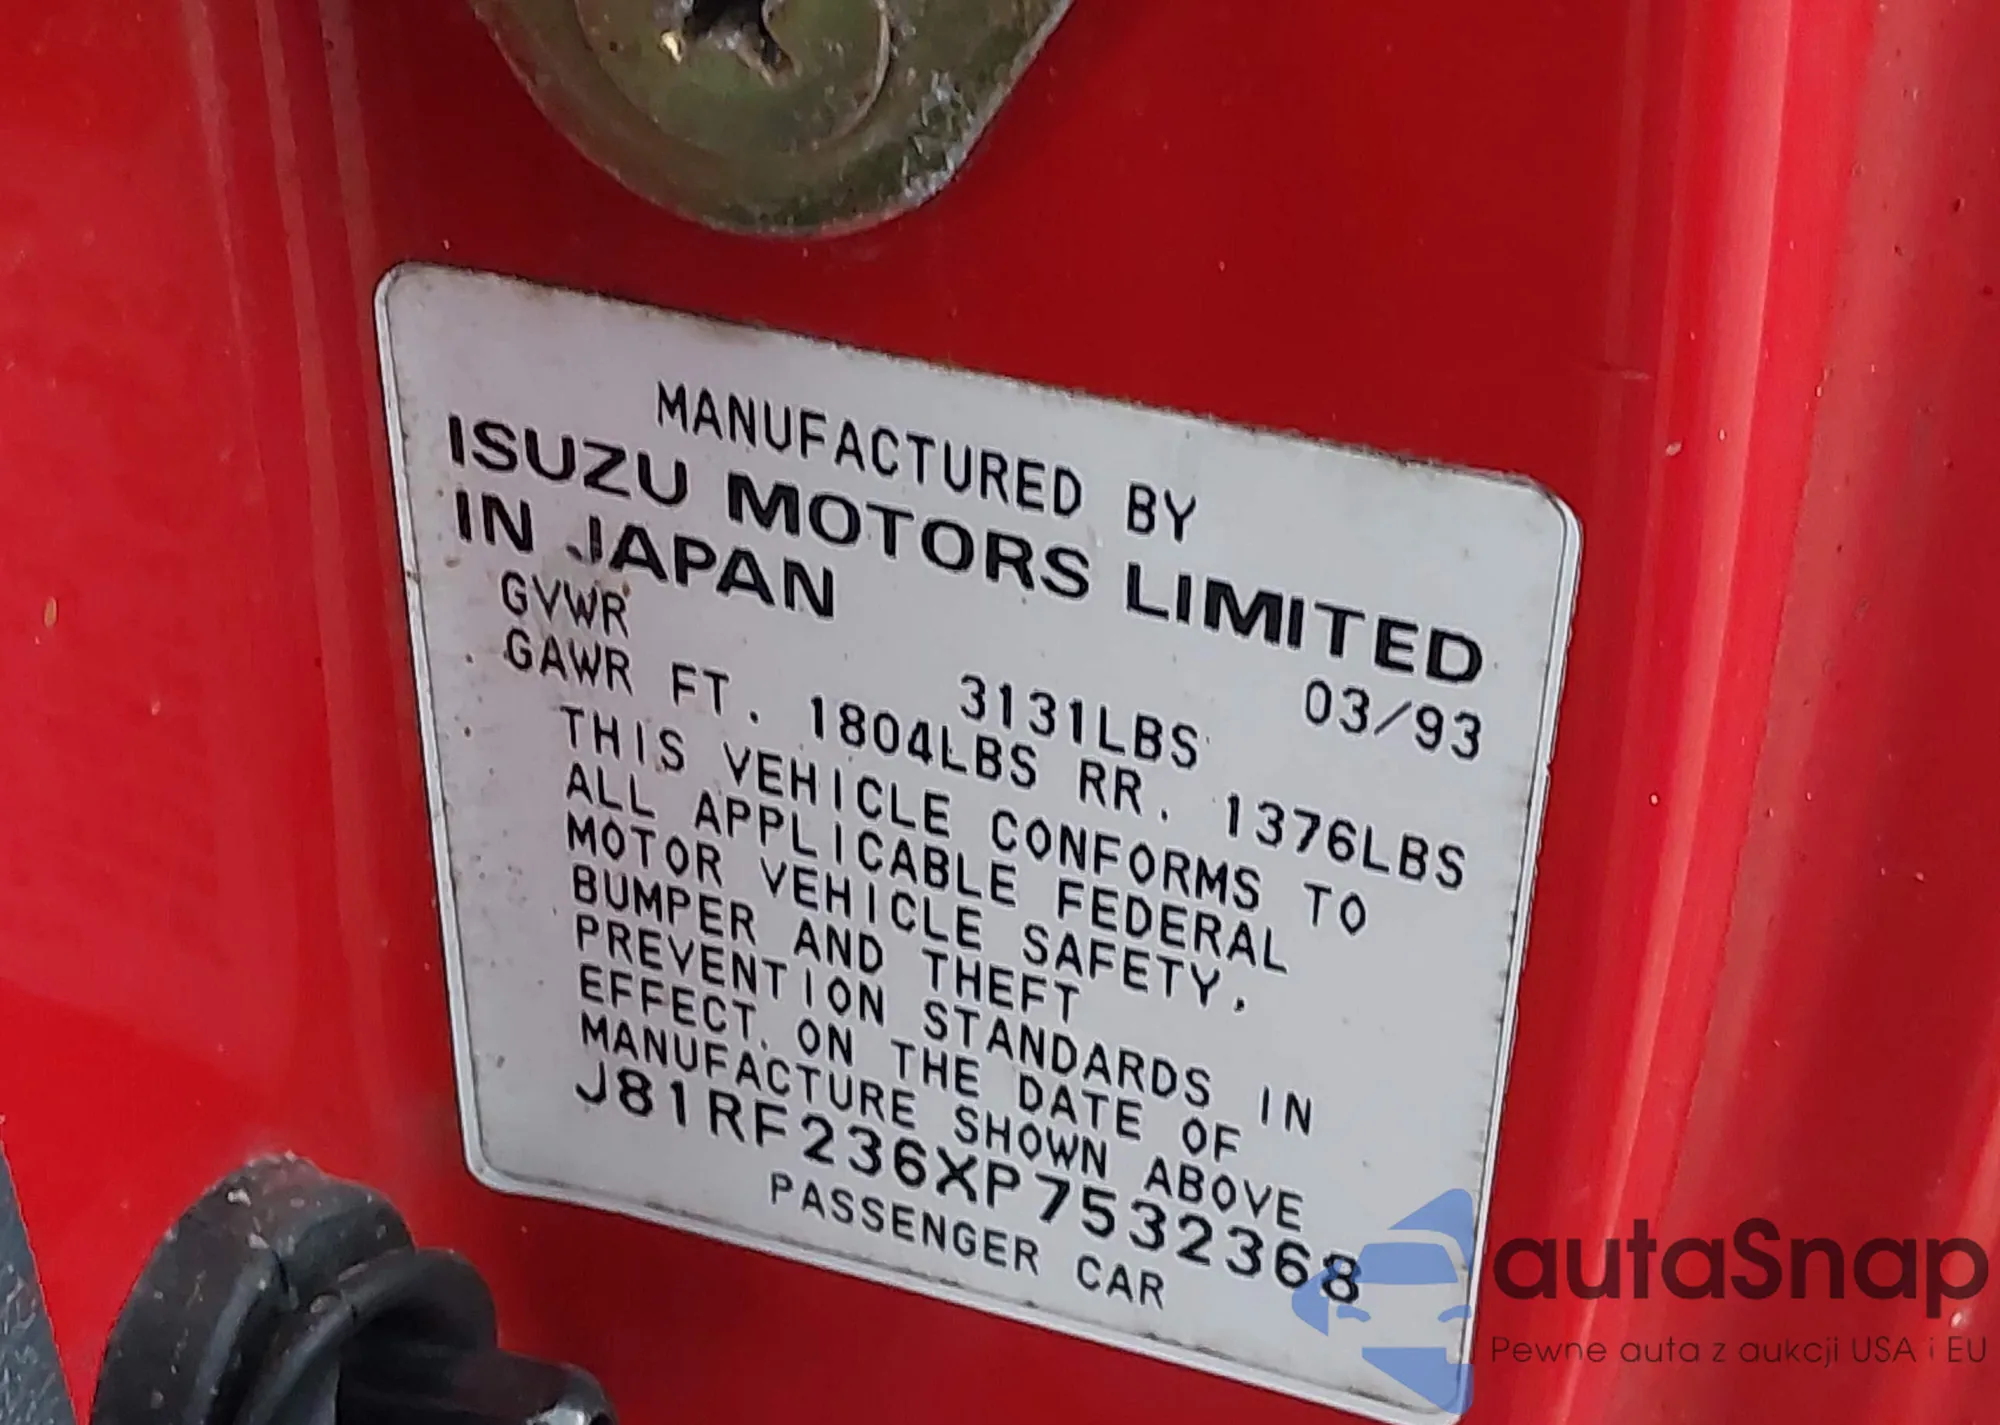 MANUFACTURED BY
ISUZU MOTORS LIMITED
IN JAPAN 03/93
GVWR 3131LBS
GAWR FT. 1804LBS RR. 1376LBS
THIS VEHICLE CONFORMS TO
ALL APPLICABLE FEDERAL
MOTOR VEHICLE SAFETY,
BUMPER AND THEFT
PREVENTION STANDARDS IN
EFFECT ON THE DATE OF
MANUFACTURE SHOWN ABOVE
J81RF236XP7532368
PASSENGER CAR
autaSnap
Pewne auta z aukcji USA i EU